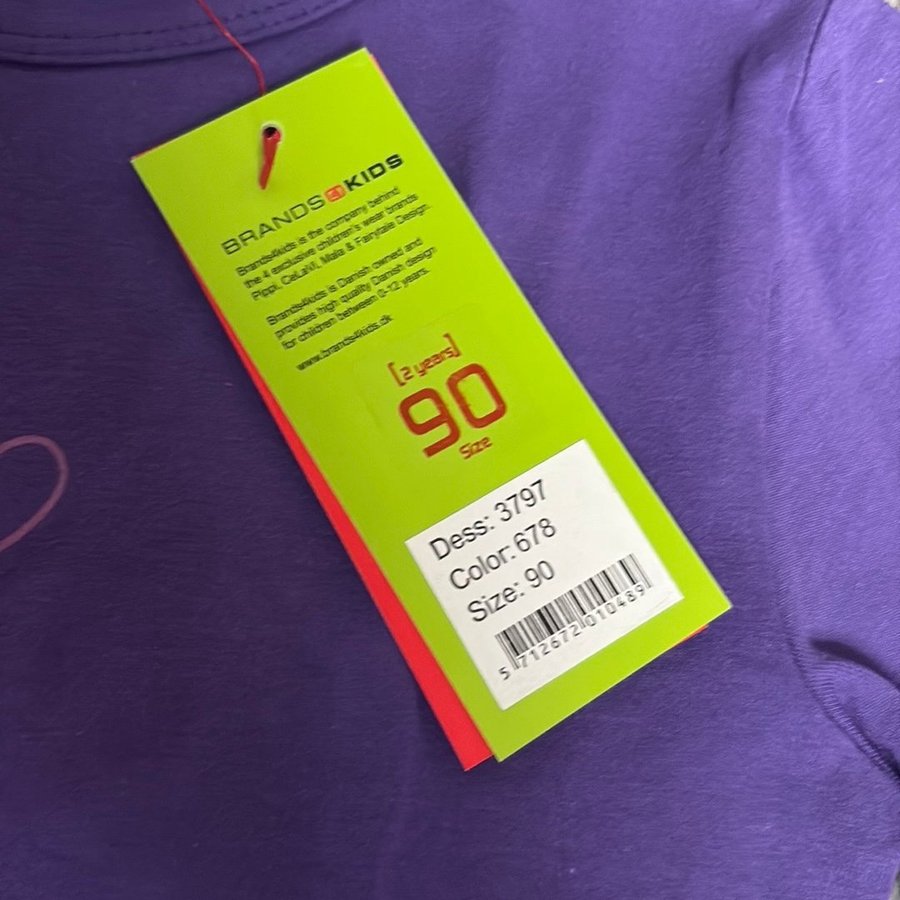 BRANDS4KIDS
Brands4kids is the company behind
the 4 exclusive children's wear brands
Pippi, CeLaVi, Mala & Fairytale Design.
Brands4kids is Danish owned and
provides high quality Danish design
for children between 0-12 years.
www.brands4kids.dk
[2 years]
90
Size
Dess: 3797
Color: 678
Size: 90
5 712672 010489